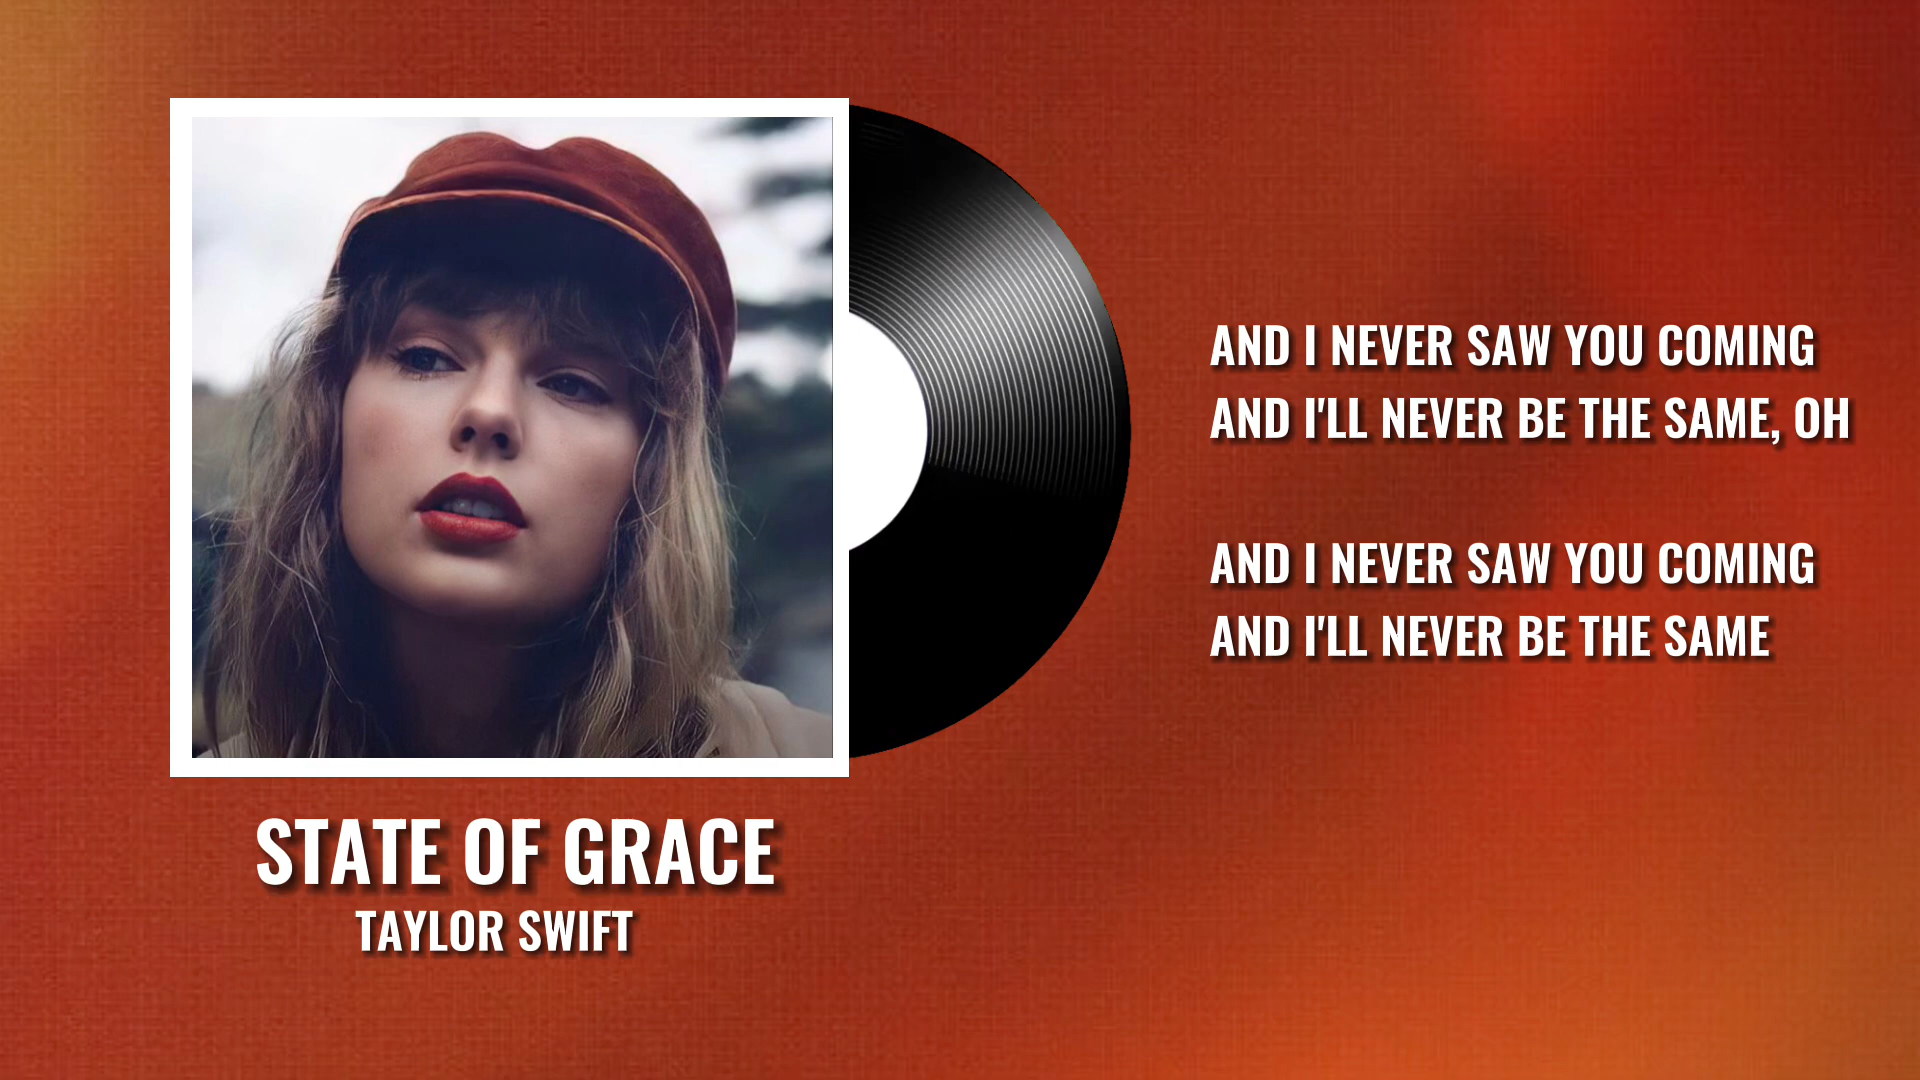 AND I NEVER SAW YOU COMING
AND I'LL NEVER BE THE SAME, OH
AND I NEVER SAW YOU COMING
AND I'LL NEVER BE THE SAME
STATE OF GRACE
TAYLOR SWIFT